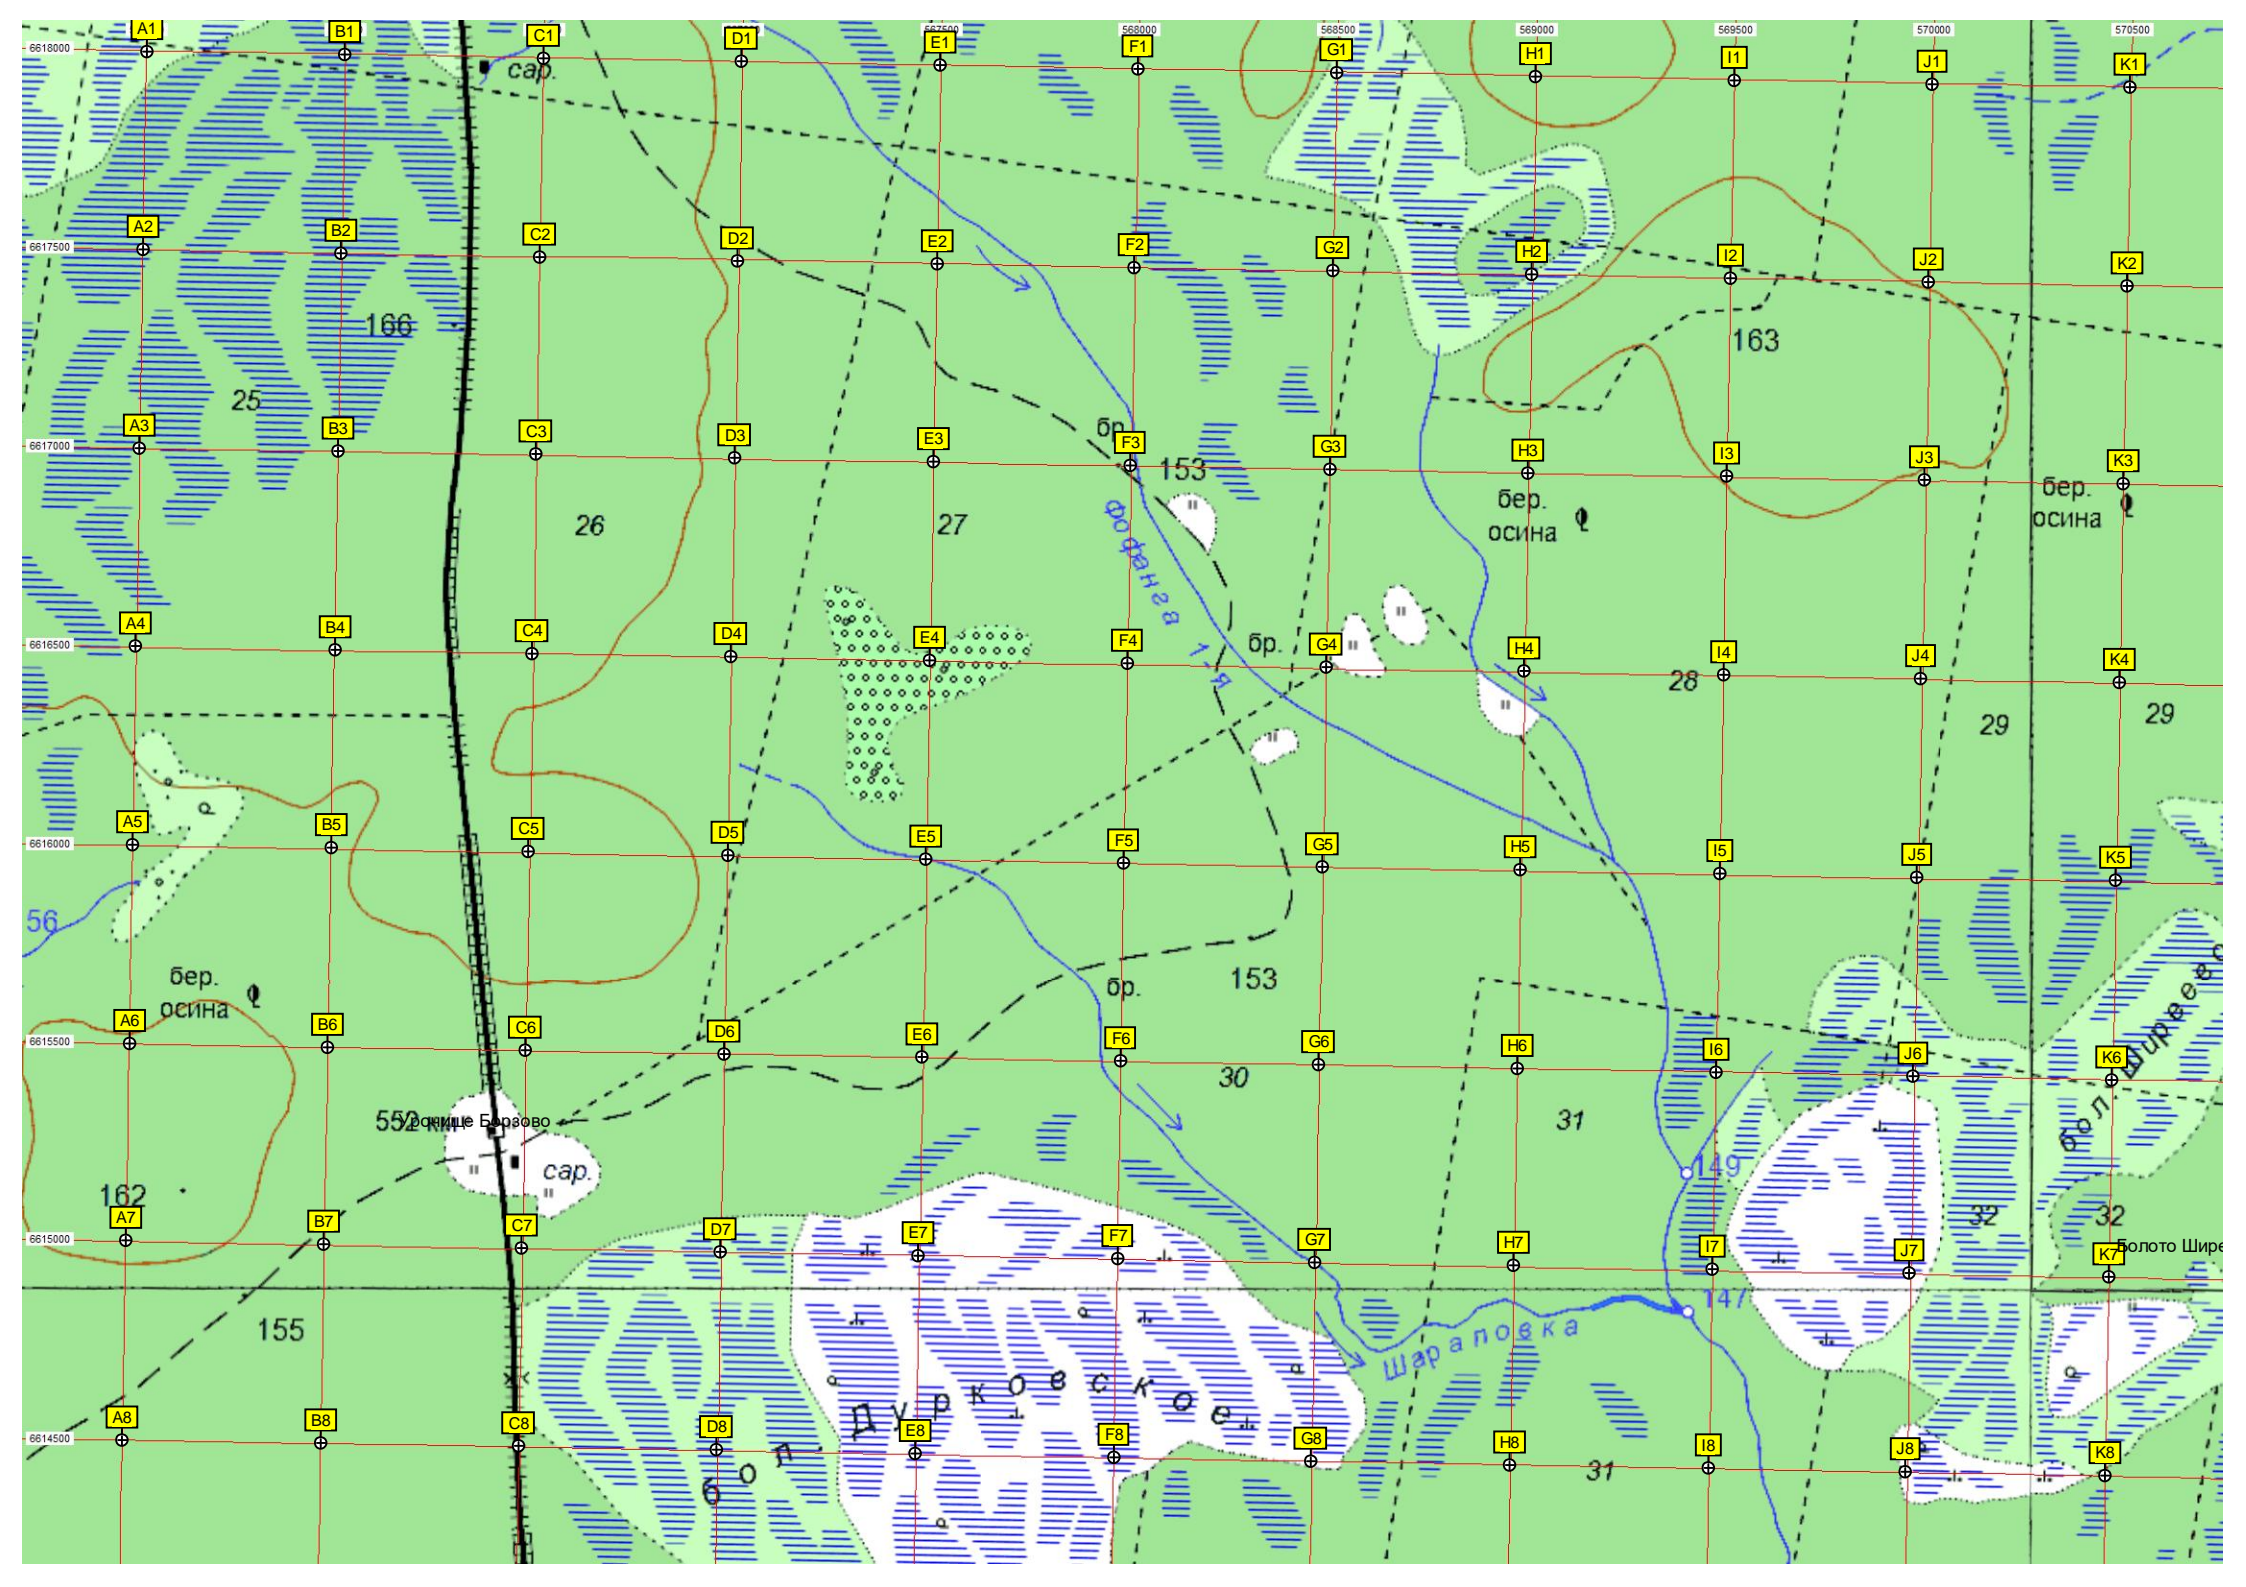 567500 568000 568500 569000 569500 570000 570500
A1 B1 C1 D1 E1 F1 G1 H1 I1 J1 K1
6618000
сар.
A2 B2 C2 D2 E2 F2 G2 H2 I2 J2 K2
6617500
166
163
25
A3 B3 C3 D3 E3 F3 G3 H3 I3 J3 K3
6617000
бр.
153
бер.
осина
бер.
осина
26
27
Фофанга 1-я
A4 B4 C4 D4 E4 F4 G4 H4 I4 J4 K4
6616500
бр.
28
29
29
A5 B5 C5 D5 E5 F5 G5 H5 I5 J5 K5
6616000
56
бер.
осина
153
бр.
A6 B6 C6 D6 E6 F6 G6 H6 I6 J6 K6
6615500
30
31
552 км
Урочище Борзово
сар.
149
162
32
32
бол. Ширеево
A7 B7 C7 D7 E7 F7 G7 H7 I7 J7 K7
6615000
Болото Шире
147
155
Шараповка
бол. Дурковское
A8 B8 C8 D8 E8 F8 G8 H8 I8 J8 K8
6614500
31